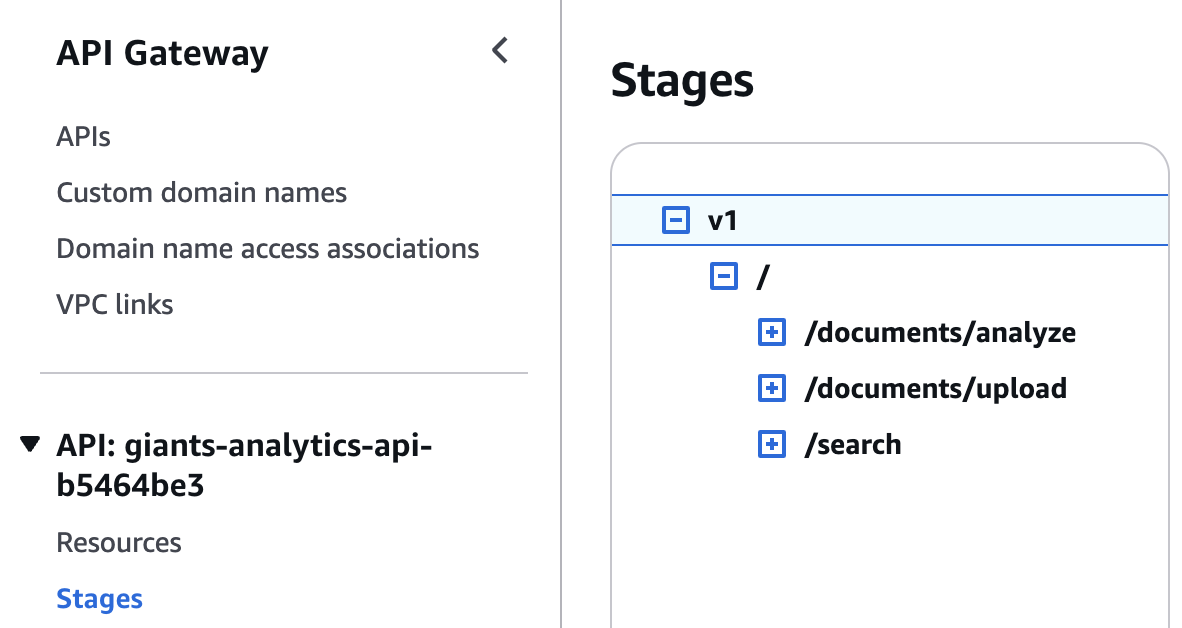 API Gateway
APIs
Custom domain names
Domain name access associations
VPC links
API: giants-analytics-api-
b5464be3
Resources
Stages
Stages
v1
/
/documents/analyze
/documents/upload
/search